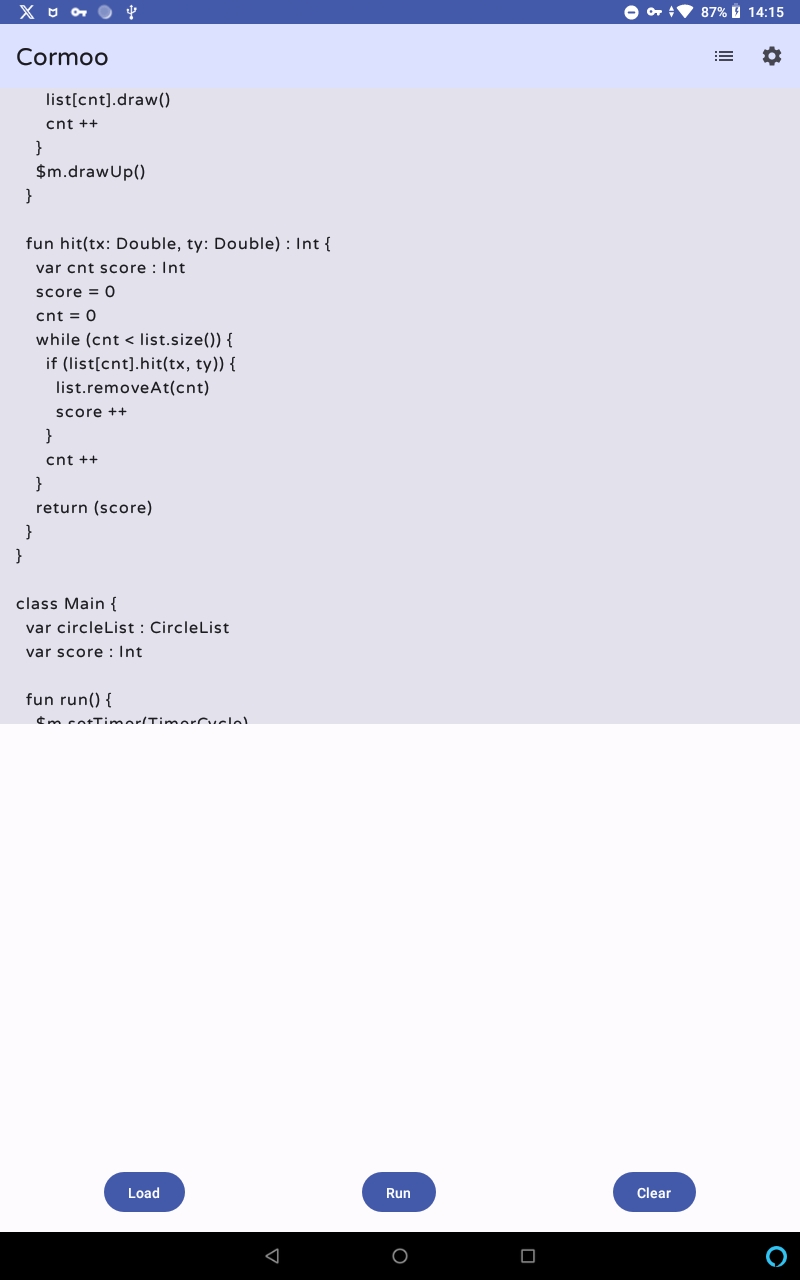 87% 14:15
Cormoo
list[cnt].draw()
cnt ++
}
$m.drawUp()
}
fun hit(tx: Double, ty: Double) : Int {
var cnt score : Int
score = 0
cnt = 0
while (cnt < list.size()) {
if (list[cnt].hit(tx, ty)) {
list.removeAt(cnt)
score ++
}
cnt ++
}
return (score)
}
}
class Main {
var circleList : CircleList
var score : Int
fun run() {
$m.setTimer(TimerCycle)
Load Run Clear